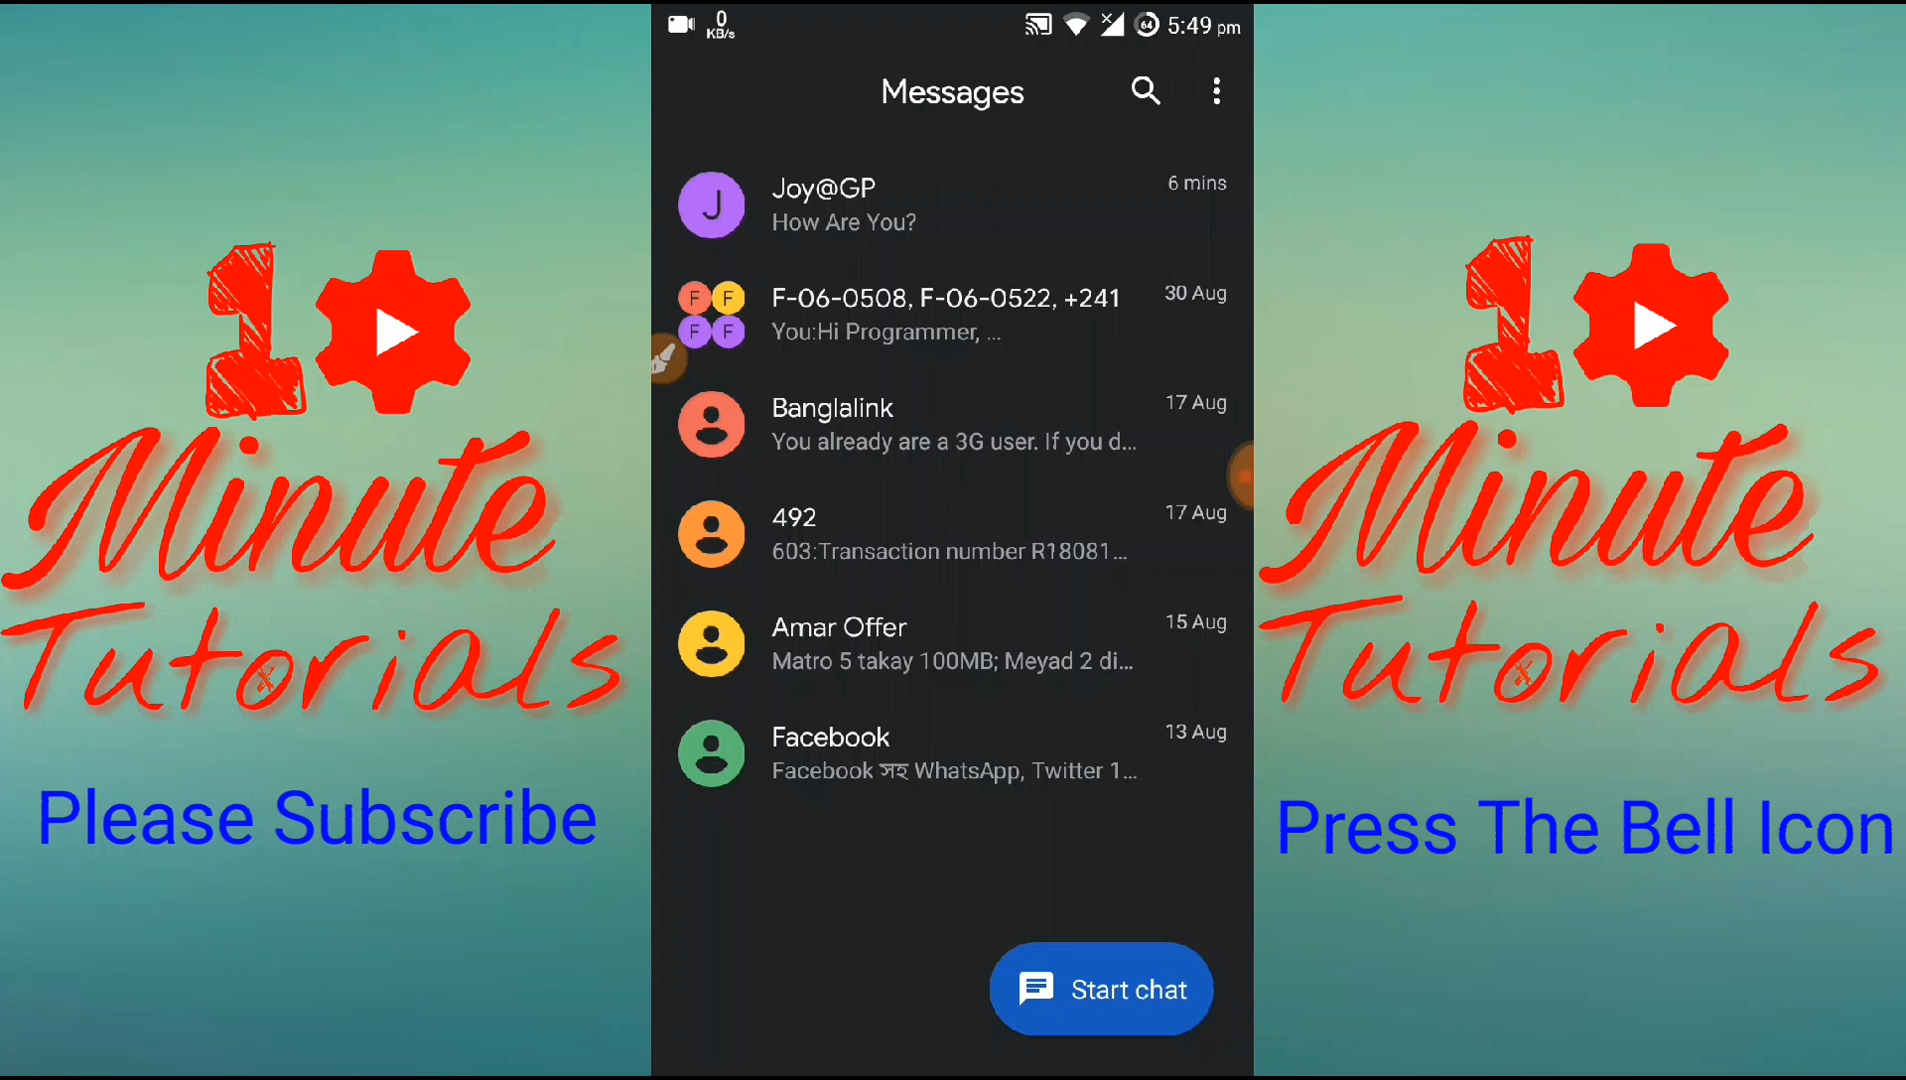 1
Minute
Tutorials
Please Subscribe
0
KB/s
64
5:49 pm
Messages
J
Joy@GP
6 mins
How Are You?
F F
F F
F-06-0508, F-06-0522, +241
30 Aug
You:Hi Programmer, ...
Banglalink
17 Aug
You already are a 3G user. If you d...
492
17 Aug
603:Transaction number R18081...
Amar Offer
15 Aug
Matro 5 takay 100MB; Meyad 2 di...
Facebook
13 Aug
Facebook সহ WhatsApp, Twitter 1...
Start chat
1
Minute
Tutorials
Press The Bell Icon